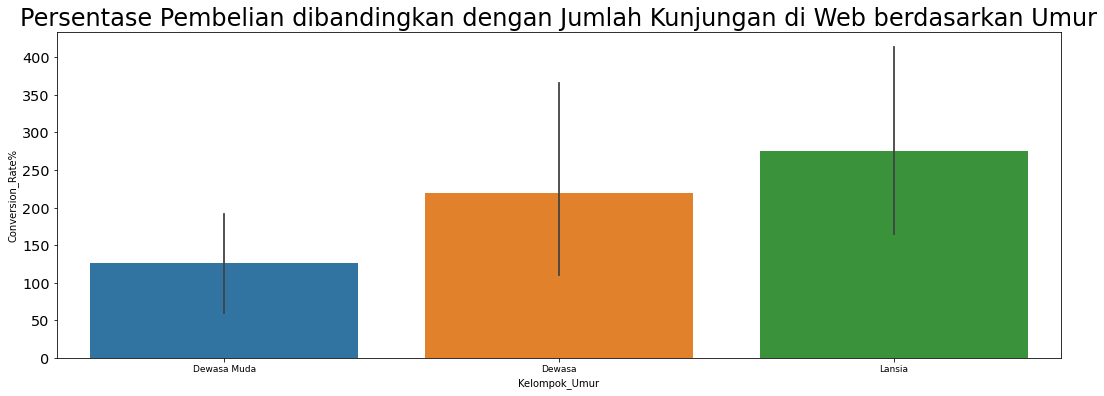 Persentase Pembelian dibandingkan dengan Jumlah Kunjungan di Web berdasarkan Umur
400
350
300
250
200
150
100
50
0
Conversion_Rate%
Dewasa Muda
Dewasa
Lansia
Kelompok_Umur